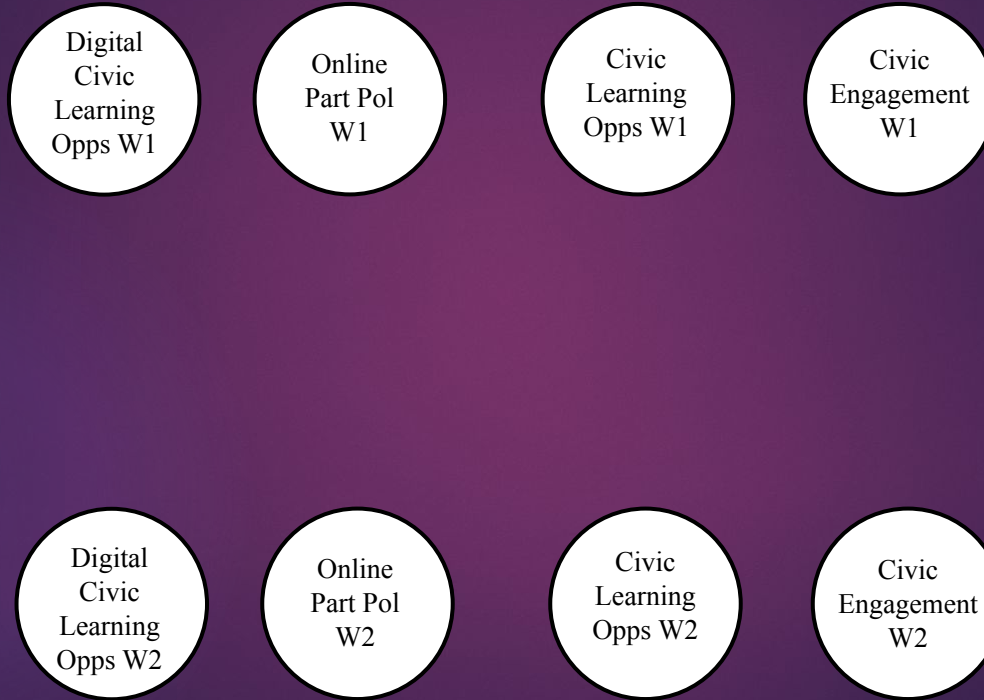 Digital
Civic
Learning
Opps W1
Online
Part Pol
W1
Civic
Learning
Opps W1
Civic
Engagement
W1
Digital
Civic
Learning
Opps W2
Online
Part Pol
W2
Civic
Learning
Opps W2
Civic
Engagement
W2